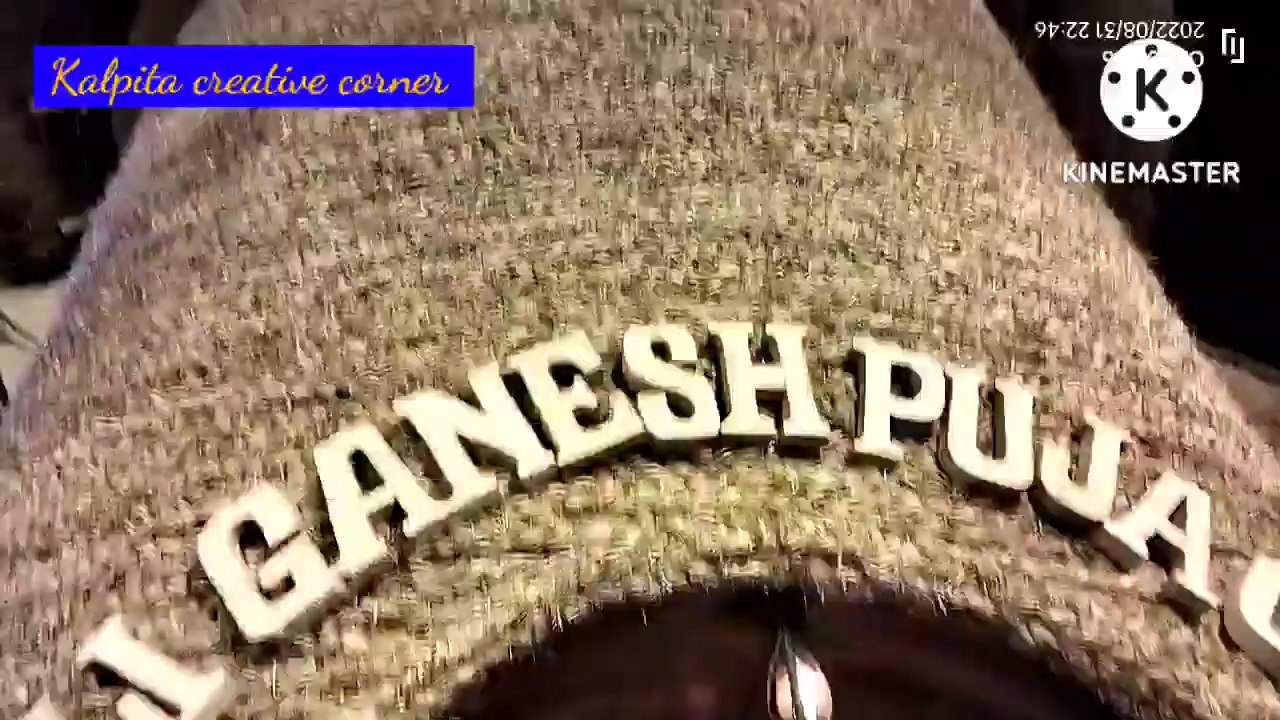 Kalpita creative corner
2022/08/31 22:46
K
KINEMASTER
GANESH PUJA